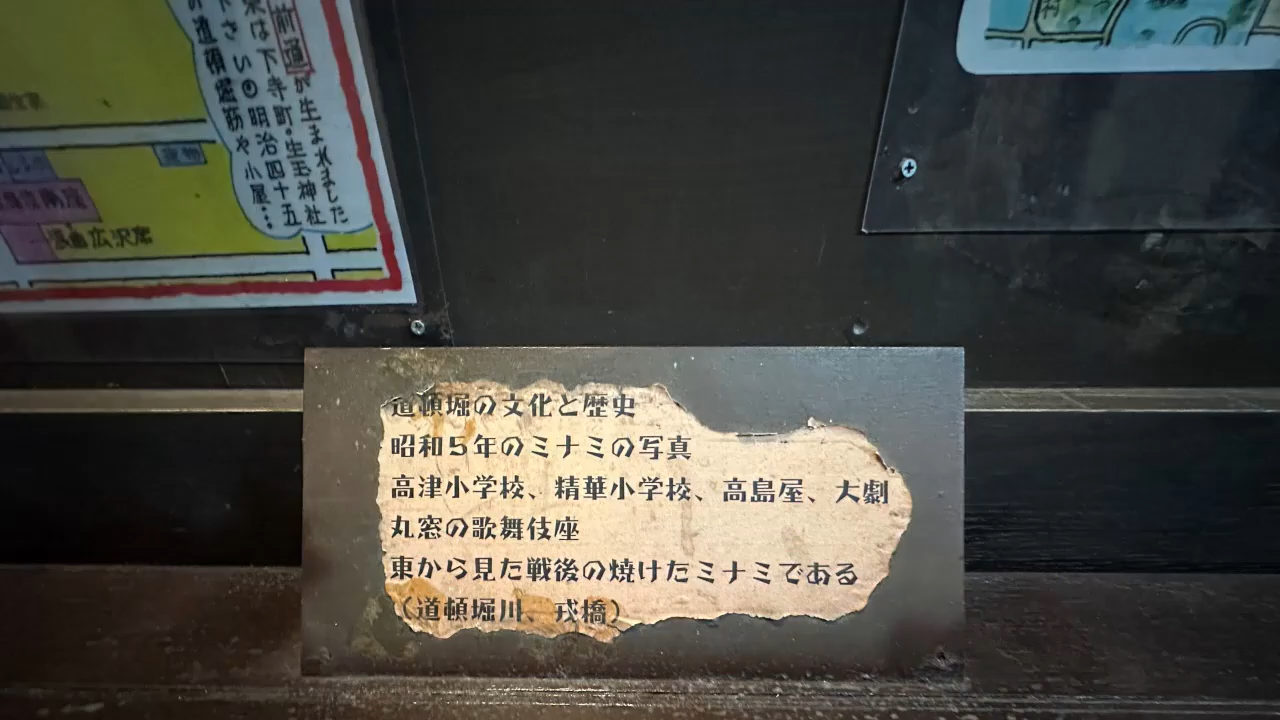 前道が生まれました
東は下寺町。生玉神社
下さいの明治四十五
の道頓堀筋や小屋…
広沢席
道頓堀の文化と歴史
昭和5年のミナミの写真
高津小学校、精華小学校、高島屋、大劇
丸窓の歌舞伎座
東から見た戦後の焼けたミナミである
（道頓堀川、戎橋）